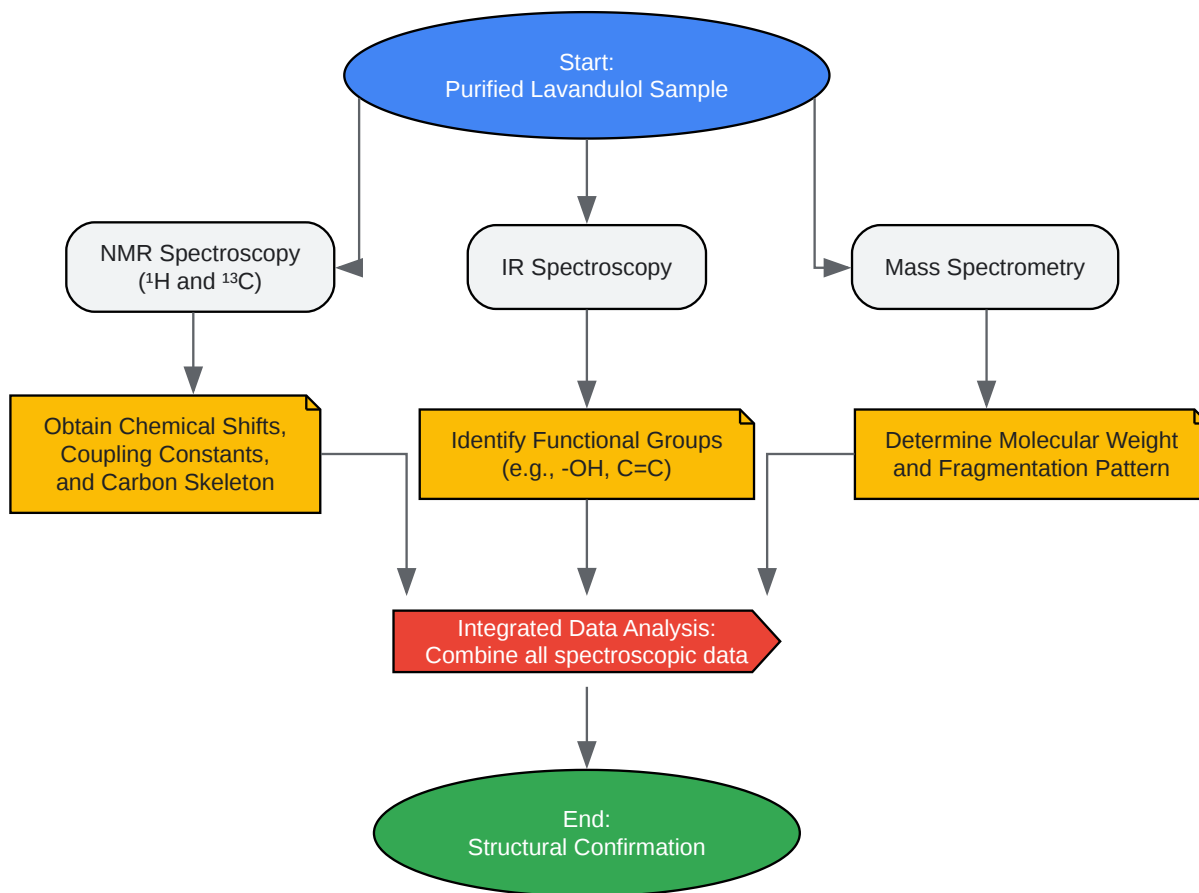 Start:
Purified Lavandulol Sample
NMR Spectroscopy
(¹H and ¹³C)
IR Spectroscopy
Mass Spectrometry
Obtain Chemical Shifts,
Coupling Constants,
and Carbon Skeleton
Identify Functional Groups
(e.g., -OH, C=C)
Determine Molecular Weight
and Fragmentation Pattern
Integrated Data Analysis:
Combine all spectroscopic data
End:
Structural Confirmation